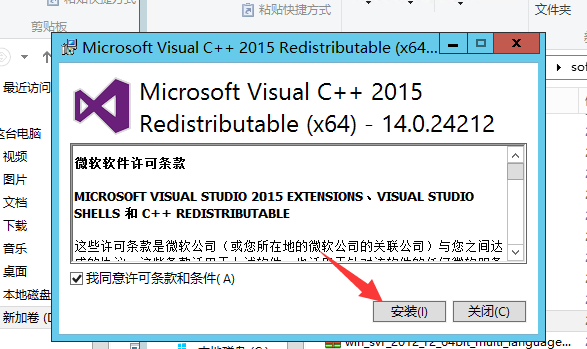 粘贴快捷方式
粘贴快捷方式
文件夹
剪贴板
Microsoft Visual C++ 2015 Redistributable (x64...
最近访问
这台电脑
视频
图片
文档
下载
音乐
桌面
本地磁盘
新加卷 (D
Microsoft Visual C++ 2015
Redistributable (x64) - 14.0.24212
微软软件许可条款
MICROSOFT VISUAL STUDIO 2015 EXTENSIONS、VISUAL STUDIO
SHELLS 和 C++ REDISTRIBUTABLE
这些许可条款是微软公司（或您所在地的微软公司的关联公司）与您之间达
我同意许可条款和条件(A)
安装(I)
关闭(C)
win_svr_2012_r2_64bit_multi_language...